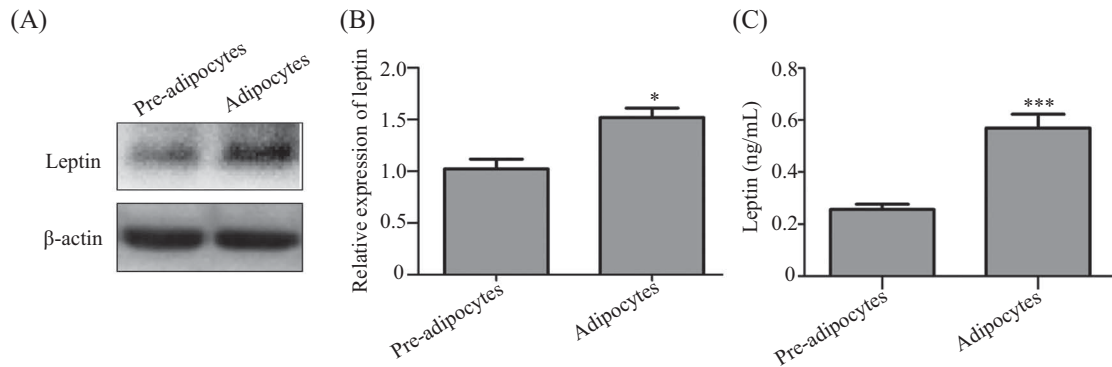 (A)
Pre-adipocytes
Adipocytes
Leptin
β-actin
(B)
Relative expression of leptin
2.0
1.5
1.0
0.5
0
*
Pre-adipocytes
Adipocytes
(C)
Leptin (ng/mL)
0.8
0.6
0.4
0.2
0
***
Pre-adipocytes
Adipocytes